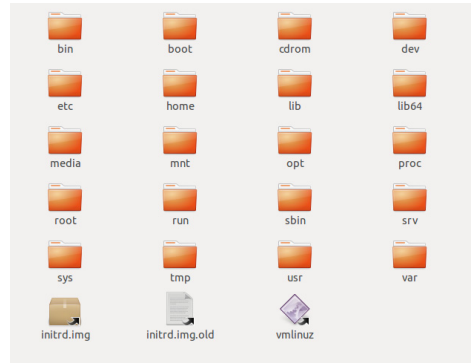 bin boot cdrom dev
etc home lib lib64
media mnt opt proc
root run sbin srv
sys tmp usr var
initrd.img initrd.img.old vmlinuz